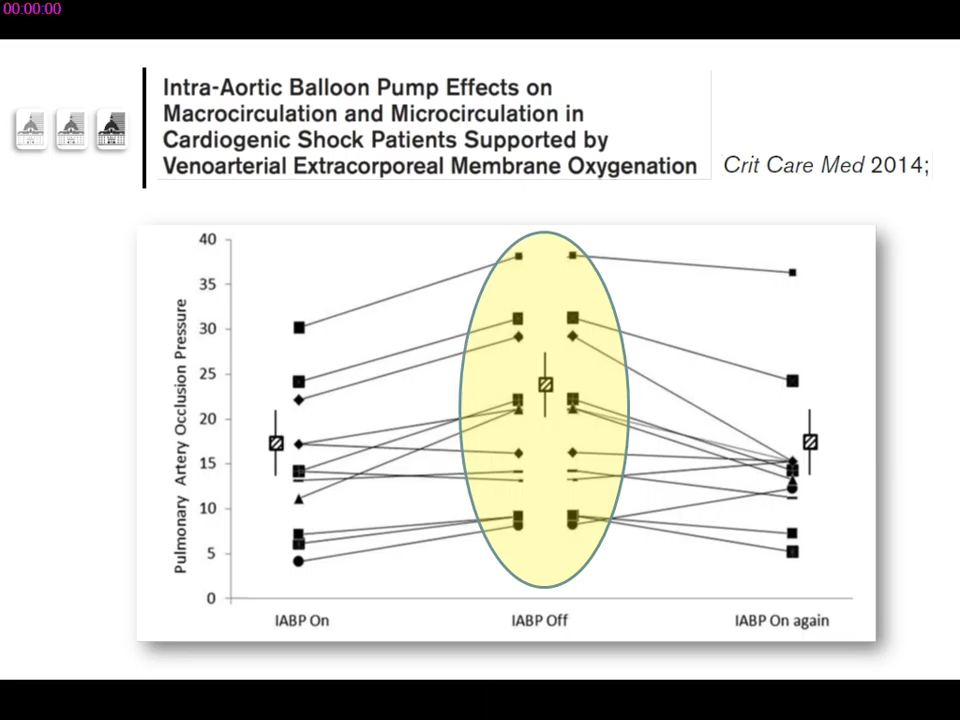 00:00:00
Intra-Aortic Balloon Pump Effects on
Macrocirculation and Microcirculation in
Cardiogenic Shock Patients Supported by
Venoarterial Extracorporeal Membrane Oxygenation
Crit Care Med 2014;
Pulmonary Artery Occlusion Pressure
40
35
30
25
20
15
10
5
0
IABP On
IABP Off
IABP On again